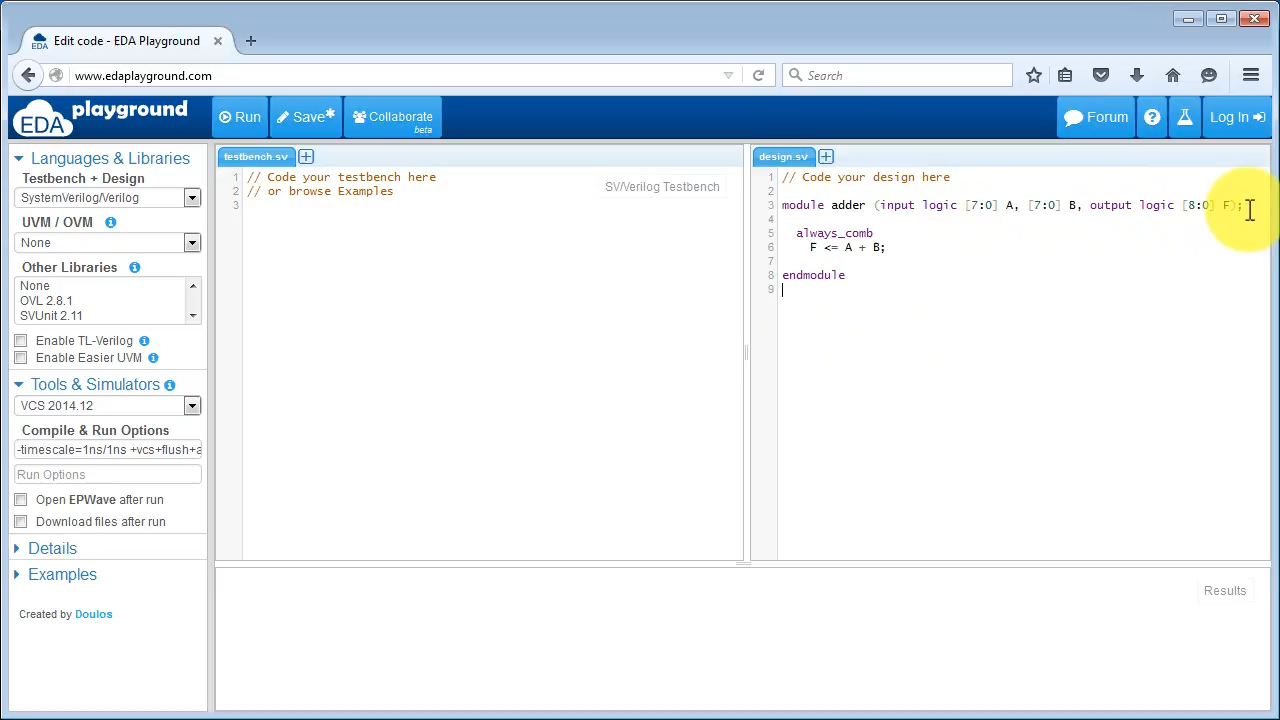 Edit code - EDA Playground
www.edaplayground.com
Search
EDA playground
Run
Save*
Collaborate
beta
Forum
Log In
Languages & Libraries
Testbench + Design
SystemVerilog/Verilog
UVM / OVM
None
Other Libraries
None
OVL 2.8.1
SVUnit 2.11
Enable TL-Verilog
Enable Easier UVM
Tools & Simulators
VCS 2014.12
Compile & Run Options
-timescale=1ns/1ns +vcs+flush+a
Run Options
Open EPWave after run
Download files after run
Details
Examples
Created by Doulos
testbench.sv
1 // Code your testbench here
2 // or browse Examples
3
SV/Verilog Testbench
design.sv
1 // Code your design here
2
3 module adder (input logic [7:0] A, [7:0] B, output logic [8:0] F);
4
5 always_comb
6 F <= A + B;
7
8 endmodule
9
Results